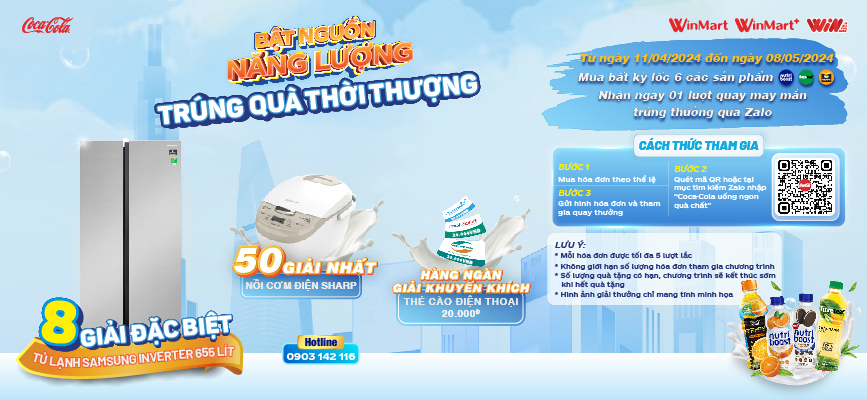 Coca-Cola
WinMart WinMart+ WiN
BẬT NGUỒN
NĂNG LƯỢNG
TRÚNG QUÀ THỜI THƯỢNG
Từ ngày 11/04/2024 đến ngày 08/05/2024
Mua bất kỳ lốc 6 các sản phẩm nutri boost
Nhận ngay 01 lượt quay may mắn
trúng thưởng qua Zalo
CÁCH THỨC THAM GIA
BƯỚC 1
Mua hóa đơn theo thể lệ
BƯỚC 2
Quét mã QR hoặc tại
mục tìm kiếm Zalo nhập
"Coca-Cola uống ngon
quà chất"
BƯỚC 3
Gửi hình hóa đơn và tham
gia quay thưởng
LƯU Ý:
* Mỗi hóa đơn được tối đa 5 lượt lắc
* Không giới hạn số lượng hóa đơn tham gia chương trình
* Số lượng quà tặng có hạn, chương trình sẽ kết thúc sớm
khi hết quà tặng
* Hình ảnh giải thưởng chỉ mang tính minh họa
50 GIẢI NHẤT
NỒI CƠM ĐIỆN SHARP
HÀNG NGÀN
GIẢI KHUYẾN KHÍCH
THẺ CÀO ĐIỆN THOẠI
20.000đ
8 GIẢI ĐẶC BIỆT
TỦ LẠNH SAMSUNG INVERTER 655 LÍT
Hotline
0903 142 116
nutri
boost
nutri
boost